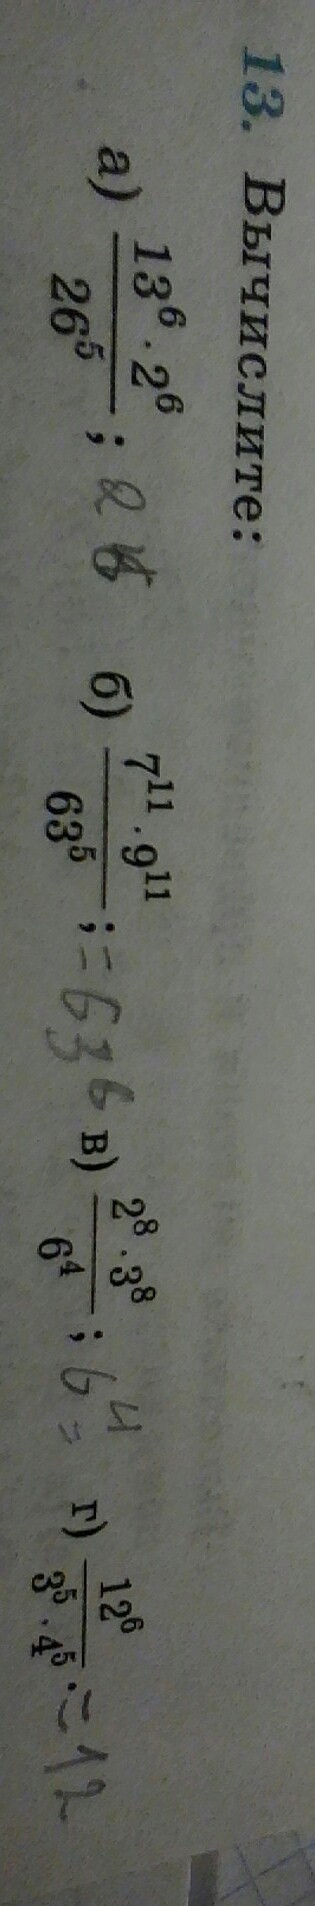 13. Вычислите:
а) 13⁶ · 2⁶ / 26⁵ ; 26 б) 7¹¹ · 9¹¹ / 63⁵ ; = 63⁶ в) 2⁸ · 3⁸ / 6⁴ ; 6⁴ = г) 12⁶ / 3⁵ · 4⁵ . = 12